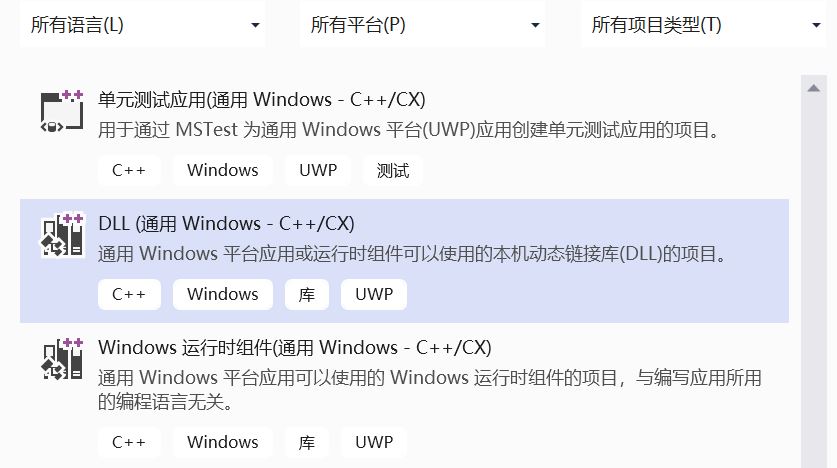 所有语言(L) 所有平台(P) 所有项目类型(T)
单元测试应用(通用 Windows - C++/CX)
用于通过 MSTest 为通用 Windows 平台(UWP)应用创建单元测试应用的项目。
C++ Windows UWP 测试
DLL (通用 Windows - C++/CX)
通用 Windows 平台应用或运行时组件可以使用的本机动态链接库(DLL)的项目。
C++ Windows 库 UWP
Windows 运行时组件(通用 Windows - C++/CX)
通用 Windows 平台应用可以使用的 Windows 运行时组件的项目，与编写应用所用
的编程语言无关。
C++ Windows 库 UWP